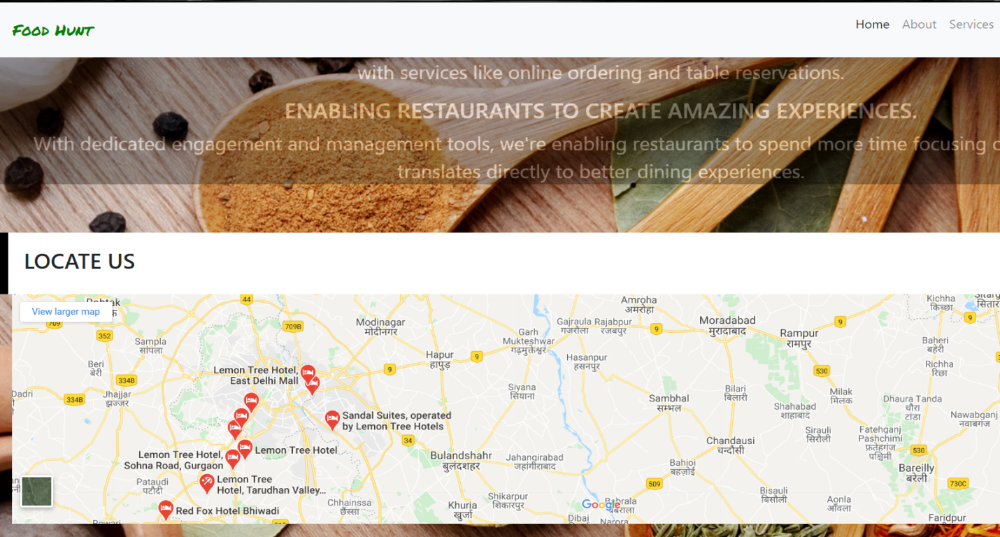 Food Hunt
Home About Services
with services like online ordering and table reservations.
ENABLING RESTAURANTS TO CREATE AMAZING EXPERIENCES.
With dedicated engagement and management tools, we're enabling restaurants to spend more time focusing
translates directly to better dining experiences.
LOCATE US
View larger map
44
709
709B
352
Sampla
सांपला
Beri
बेरी
334B
334B
Dadri
Jhajjar
झज्जर
Modinagar
मोदीनगर
Hapur
हापुड़
9
9
Garh
Mukteshwar
गढ़मुक्तेश्वर
Gajraula
गजरौला
Rajabpur
रजबपुर
Amroha
अमरोहा
9
Hasanpur
हसनपुर
Moradabad
मुरादाबाद
Rampur
रामपुर
9
Kichha
किच्छा
9
Baheri
बहेरी
Richha
रिछा
530
Lemon Tree Hotel,
East Delhi Mall
Sandal Suites, operated
by Lemon Tree Hotels
Siyana
सियाना
Sambhal
सम्भल
Bilari
बिलारी
Milak
मिलक
Shahabad
शाहाबाद
Dhaura Tanda
धौरा
टांडा
Nawabganj
नवाबगंज
Sirauli
सिरौली
Fatehganj
Pashchimi
फ़तेहगंज
पश्चिमी
34
Lemon Tree Hotel
Lemon Tree Hotel,
Sohna Road, Gurgaon
Bulandshahr
बुलंदशहर
Jahangirabad
जहांगीराबाद
Chandausi
चन्दौसी
Bahjoi
बहज़ोई
530
Bareilly
बरेली
Pataudi
पटौदी
Lemon Tree
Hotel, Tarudhan Valley...
509
730C
Red Fox Hotel Bhiwadi
Chhainssa
छैंस्सा
Shikarpur
शिकारपुर
Khurja
खुर्जा
Google
Babrala
बबराला
Bisauli
बिसौली
Aonla
आँवला
Dibai
Narora
Faridpur